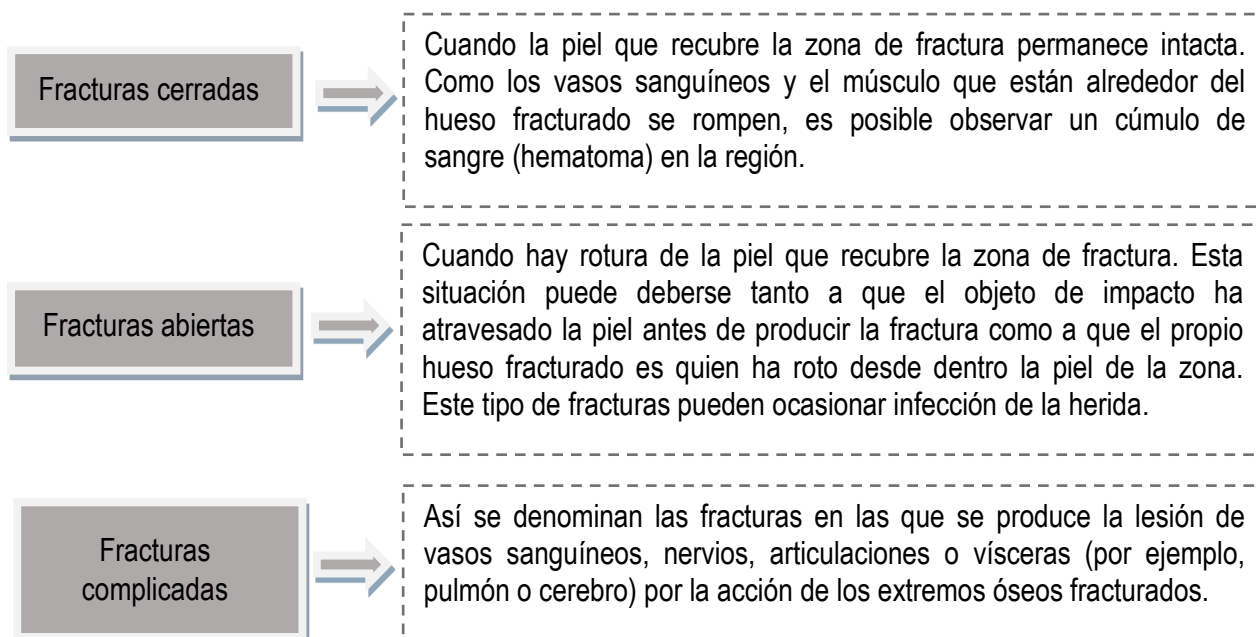 Fracturas cerradas
Cuando la piel que recubre la zona de fractura permanece intacta.
Como los vasos sanguíneos y el músculo que están alrededor del
hueso fracturado se rompen, es posible observar un cúmulo de
sangre (hematoma) en la región.
Fracturas abiertas
Cuando hay rotura de la piel que recubre la zona de fractura. Esta
situación puede deberse tanto a que el objeto de impacto ha
atravesado la piel antes de producir la fractura como a que el propio
hueso fracturado es quien ha roto desde dentro la piel de la zona.
Este tipo de fracturas pueden ocasionar infección de la herida.
Fracturas
complicadas
Así se denominan las fracturas en las que se produce la lesión de
vasos sanguíneos, nervios, articulaciones o vísceras (por ejemplo,
pulmón o cerebro) por la acción de los extremos óseos fracturados.